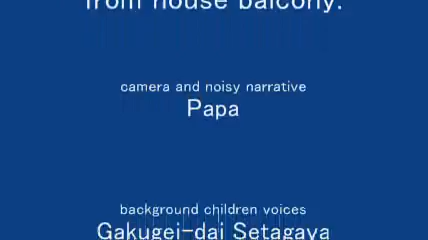 from house balcony.
camera and noisy narrative
Papa
background children voices
Gakugei-dai Setagaya